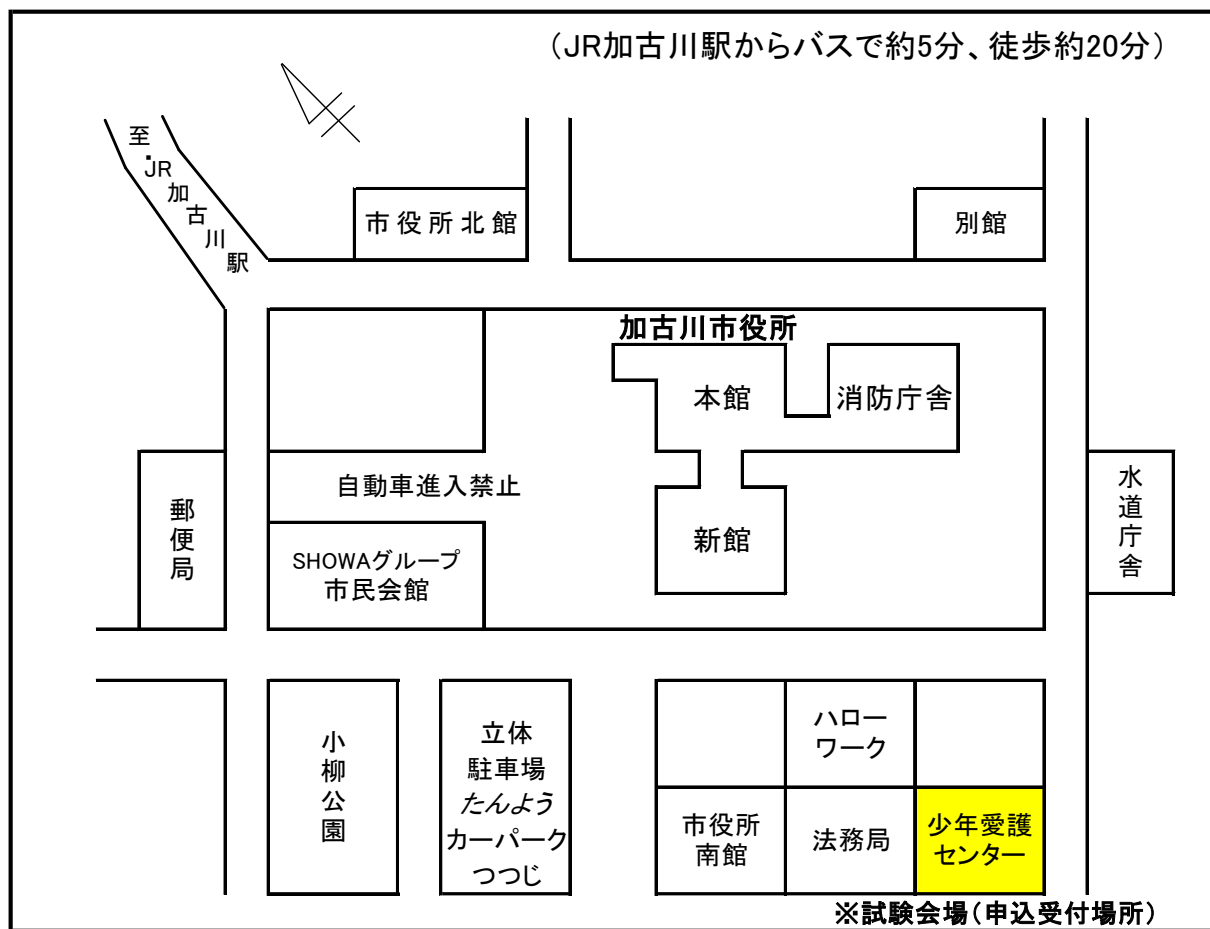 （JR加古川駅からバスで約5分、徒歩約20分）
至・JR加古川駅
市役所北館
別館
加古川市役所
本館
消防庁舎
自動車進入禁止
郵便局
SHOWAグループ
市民会館
新館
水道庁舎
小柳公園
立体
駐車場
たんよう
カーパーク
つつじ
ハロー
ワーク
市役所
南館
法務局
少年愛護
センター
※試験会場（申込受付場所）